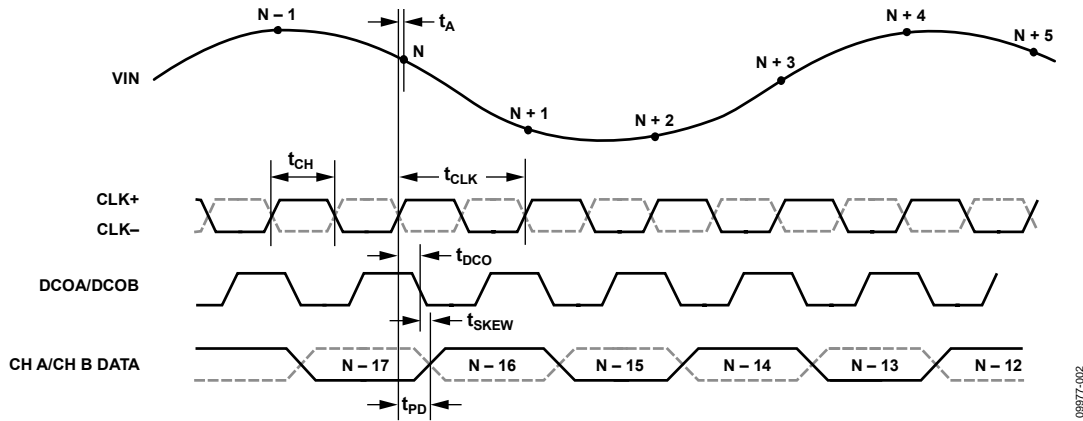 N – 1
tA
N
N + 1
N + 2
N + 3
N + 4
N + 5
VIN
tCH
tCLK
CLK+
CLK–
tDCO
DCOA/DCOB
tSKEW
CH A/CH B DATA
N – 17
N – 16
N – 15
N – 14
N – 13
N – 12
tPD
09977-002